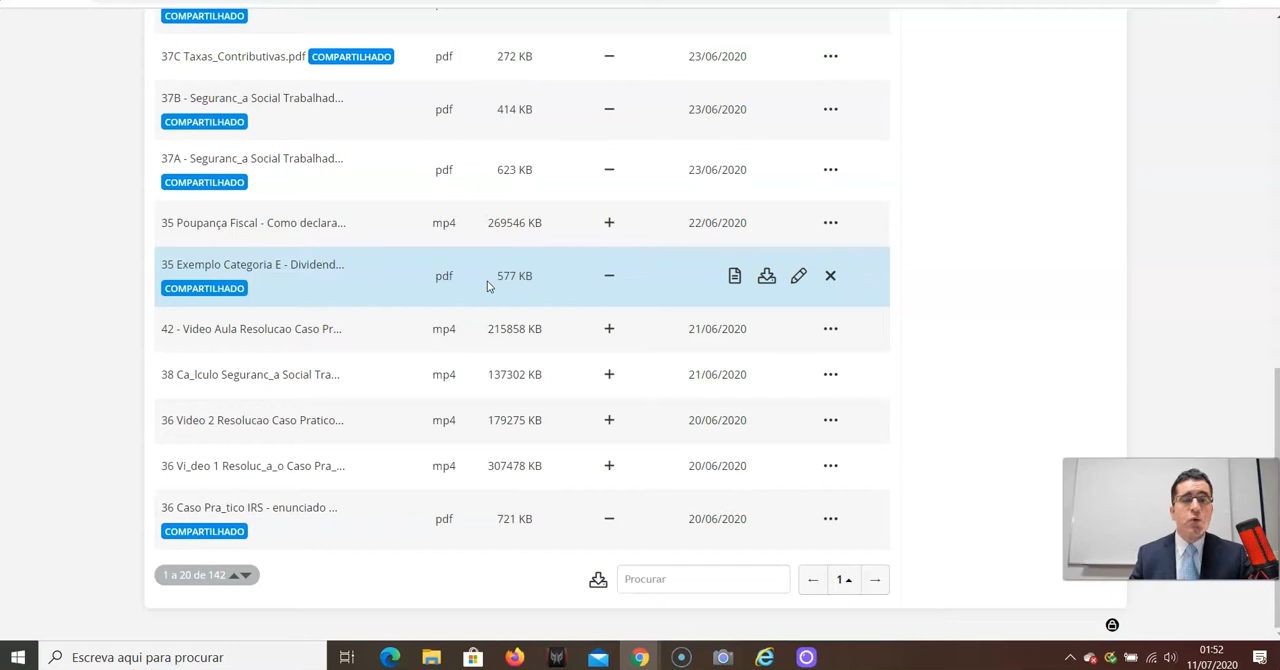 COMPARTILHADO
37C Taxas_Contributivas.pdf COMPARTILHADO pdf 272 KB 23/06/2020
37B - Seguranc_a Social Trabalhad... pdf 414 KB 23/06/2020
COMPARTILHADO
37A - Seguranc_a Social Trabalhad... pdf 623 KB 23/06/2020
COMPARTILHADO
35 Poupança Fiscal - Como declara... mp4 269546 KB 22/06/2020
35 Exemplo Categoria E - Dividend... pdf 577 KB
COMPARTILHADO
42 - Video Aula Resolucao Caso Pr... mp4 215858 KB 21/06/2020
38 Ca_lculo Seguranc_a Social Tra... mp4 137302 KB 21/06/2020
36 Video 2 Resolucao Caso Pratico... mp4 179275 KB 20/06/2020
36 Vi_deo 1 Resoluc_a_o Caso Pra_... mp4 307478 KB 20/06/2020
36 Caso Pra_tico IRS - enunciado ... pdf 721 KB 20/06/2020
COMPARTILHADO
1 a 20 de 142 Procurar 1
Escreva aqui para procurar 01:52
11/07/2020